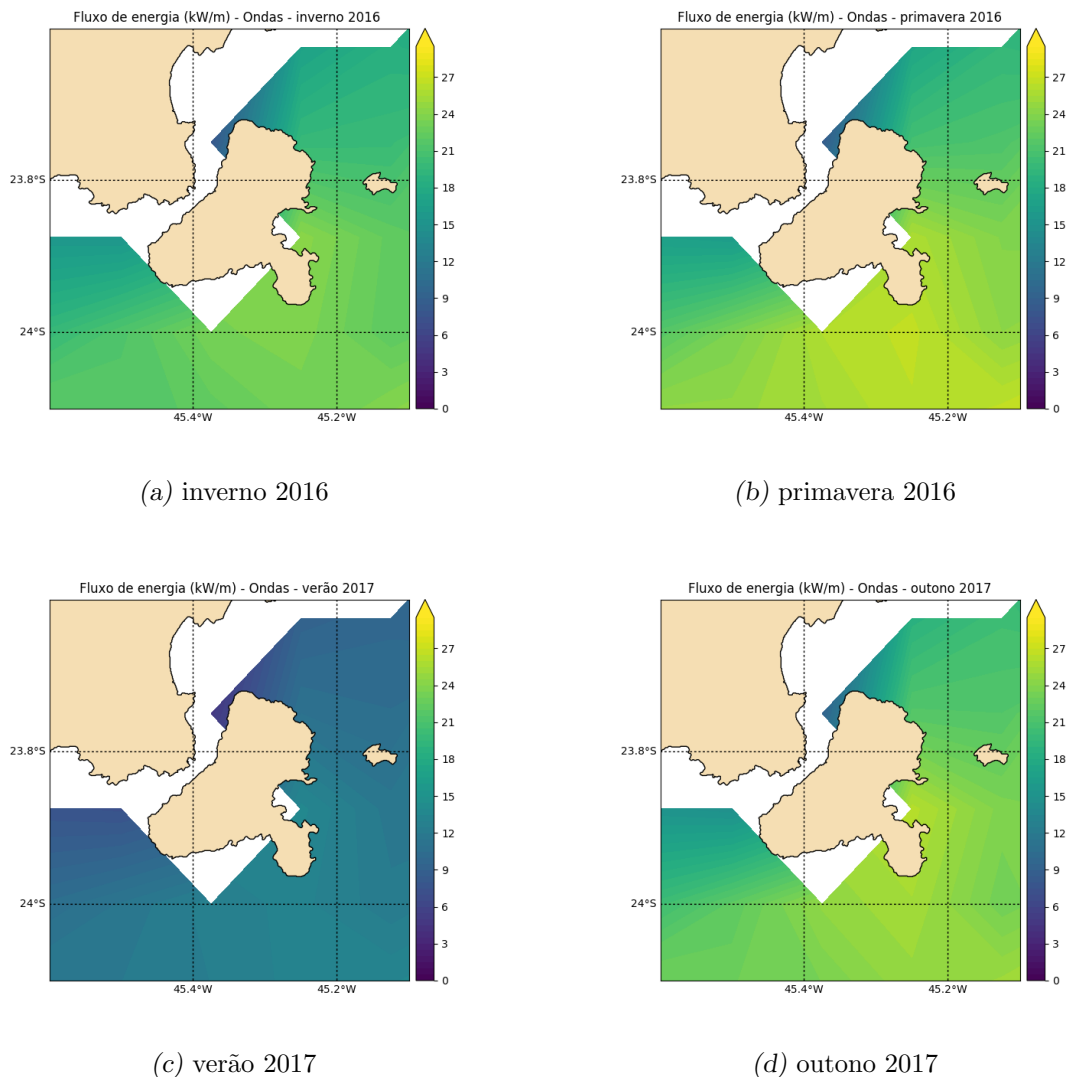 Fluxo de energia (kW/m) - Ondas - inverno 2016
27
24
21
18
15
12
9
6
3
0
23.8°S
24°S
45.4°W 45.2°W
(a) inverno 2016
Fluxo de energia (kW/m) - Ondas - primavera 2016
27
24
21
18
15
12
9
6
3
0
23.8°S
24°S
45.4°W 45.2°W
(b) primavera 2016
Fluxo de energia (kW/m) - Ondas - verão 2017
27
24
21
18
15
12
9
6
3
0
23.8°S
24°S
45.4°W 45.2°W
(c) verão 2017
Fluxo de energia (kW/m) - Ondas - outono 2017
27
24
21
18
15
12
9
6
3
0
23.8°S
24°S
45.4°W 45.2°W
(d) outono 2017